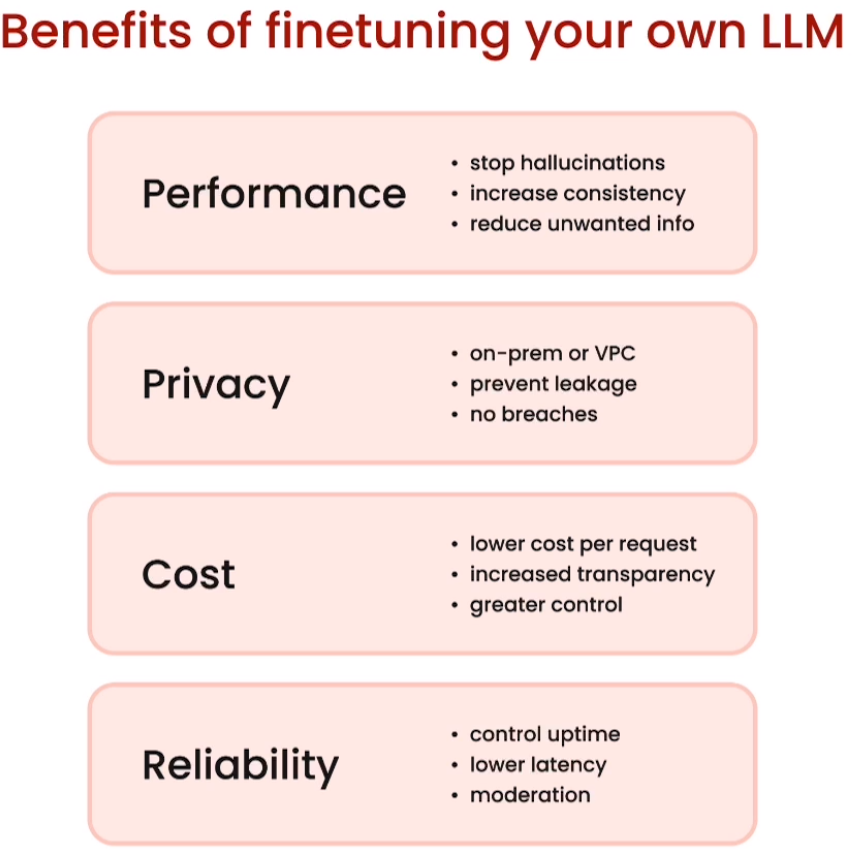 Benefits of finetuning your own LLM
Performance
• stop hallucinations
• increase consistency
• reduce unwanted info
Privacy
• on-prem or VPC
• prevent leakage
• no breaches
Cost
• lower cost per request
• increased transparency
• greater control
Reliability
• control uptime
• lower latency
• moderation